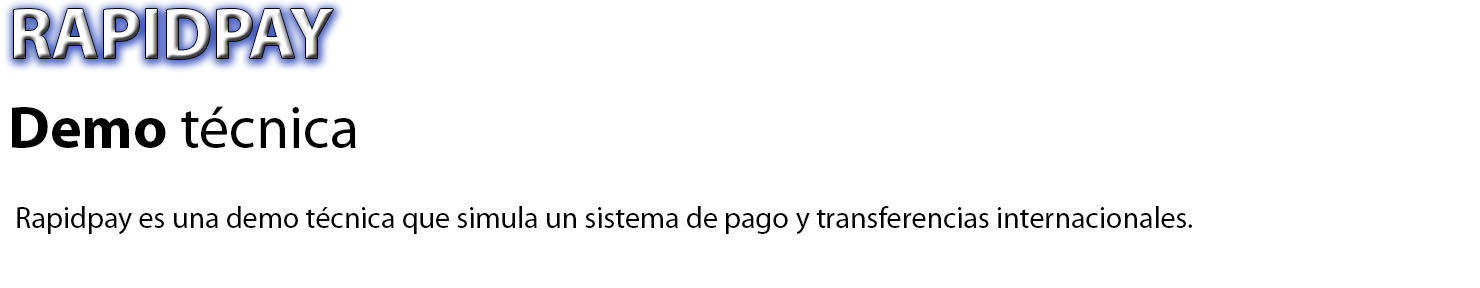 RAPIDPAY
Demo técnica
Rapidpay es una demo técnica que simula un sistema de pago y transferencias internacionales.